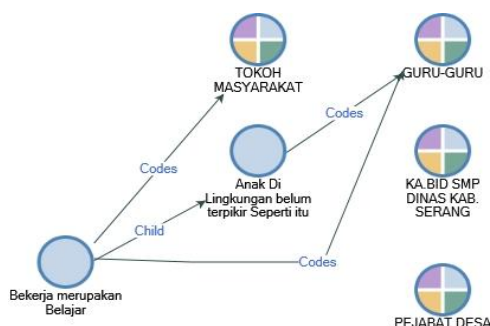 TOKOH
MASYARAKAT
GURU-GURU
Codes
Codes
Anak Di
Lingkungan belum
terpikir Seperti itu
KA.BID SMP
DINAS KAB.
SERANG
Child
Codes
Bekerja merupakan
Belajar
PEJABAT DESA